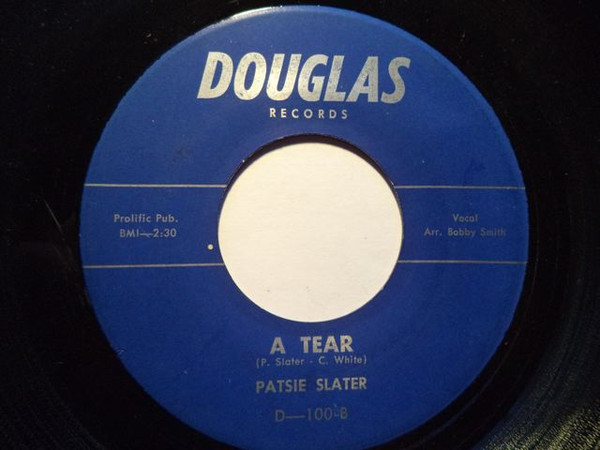 DOUGLAS
RECORDS
Prolific Pub.
BMI—2:30
Vocal
Arr. Bobby Smith
A TEAR
(P. Slater - C. White)
PATSIE SLATER
D—100-B